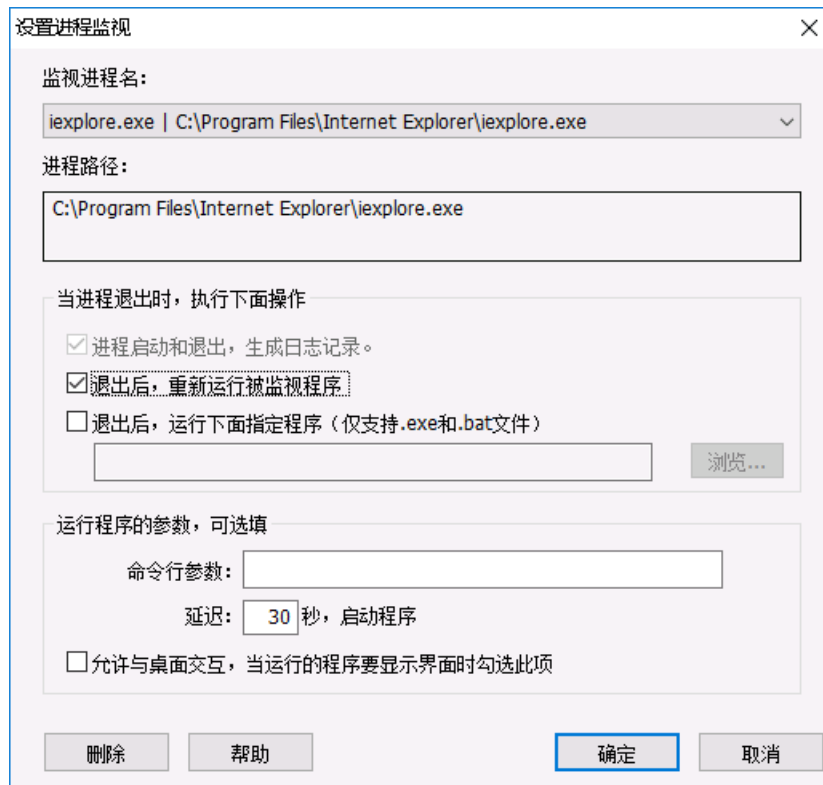 设置进程监视
监视进程名：
iexplore.exe | C:\Program Files\Internet Explorer\iexplore.exe
进程路径：
C:\Program Files\Internet Explorer\iexplore.exe
当进程退出时，执行下面操作
进程启动和退出，生成日志记录。
退出后，重新运行被监视程序
退出后，运行下面指定程序（仅支持.exe和.bat文件）
浏览...
运行程序的参数，可选填
命令行参数：
延迟： 30 秒，启动程序
允许与桌面交互，当运行的程序要显示界面时勾选此项
删除 帮助 确定 取消